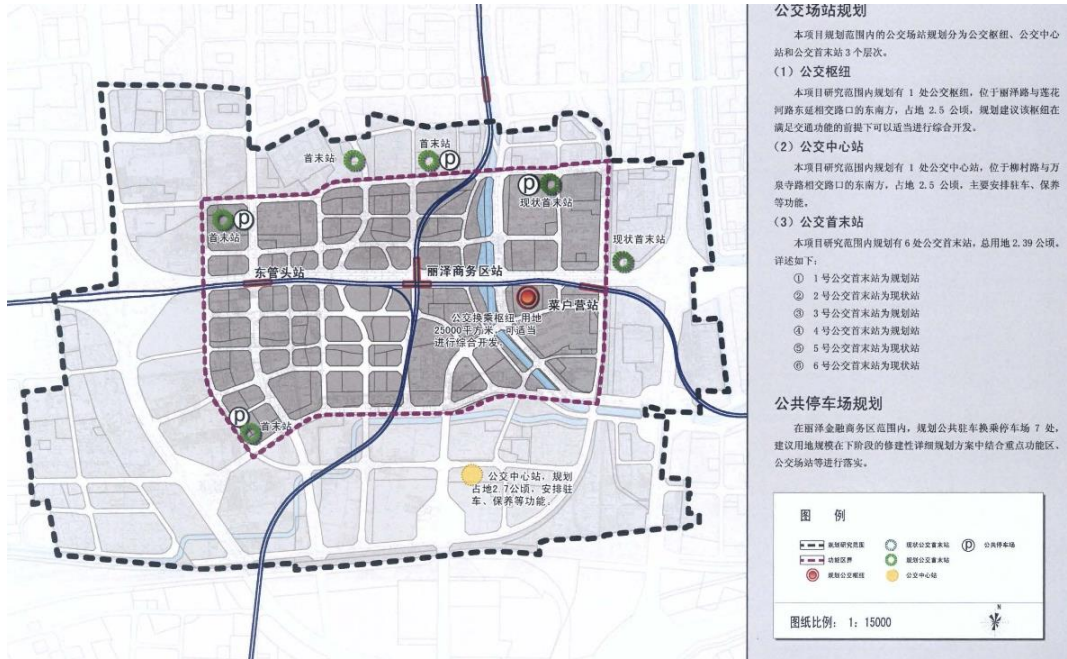 首末站
首末站
P
P
现状首末站
P
首末站
现状首末站
东管头站
丽泽商务区站
菜户营站
公交换乘枢纽,用地
25000平方米,可适当
进行综合开发.
P
首末站
公交中心站,规划
占地2.7公顷,安排驻
车、保养等功能.
公交场站规划
本项目规划范围内的公交场站规划分为公交枢纽、公交中心
站和公交首末站3个层次。
(1)公交枢纽
本项目研究范围内规划有 1 处公交枢纽,位于丽泽路与莲花
河路东延相交路口的东南方,占地 2.5 公顷,规划建议该枢纽在
满足交通功能的前提下可以适当进行综合开发。
(2)公交中心站
本项目研究范围内规划有 1 处公交中心站,位于柳村路与万
泉寺路相交路口的东南方,占地 2.5 公顷,主要安排驻车、保养
等功能。
(3)公交首末站
本项目研究范围内规划有6处公交首末站,总用地2.39公顷。
详述如下:
① 1号公交首末站为规划站
② 2号公交首末站为现状站
③ 3号公交首末站为规划站
④ 4号公交首末站为规划站
⑤ 5号公交首末站为现状站
⑥ 6号公交首末站为现状站
公共停车场规划
在丽泽金融商务区范围内,规划公共驻车换乘停车场 7 处,
建议用地规模在下阶段的修建性详细规划方案中结合重点功能区、
公交场站等进行落实。
图 例
规划研究范围
现状公交首末站
P 公共停车场
功能区界
规划公交首末站
规划公交枢纽
公交中心站
图纸比例: 1: 15000
N